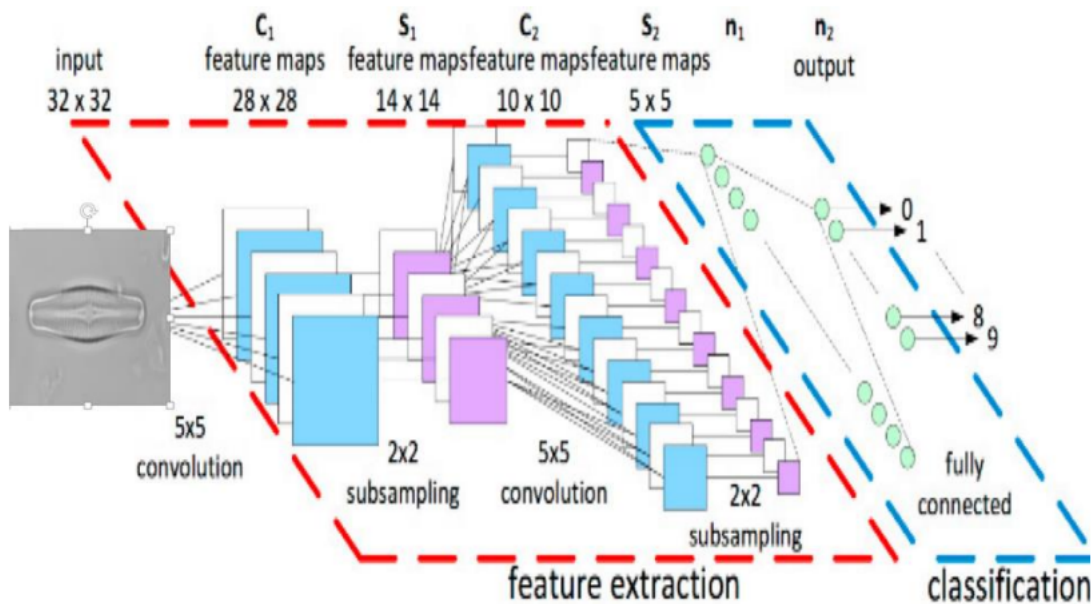 C1 S1 C2 S2 n1 n2
input feature maps feature maps feature maps feature maps output
32 x 32 28 x 28 14 x 14 10 x 10 5 x 5
0
1
8
9
5x5
convolution
2x2
subsampling
5x5
convolution
2x2
subsampling
fully
connected
feature extraction
classification